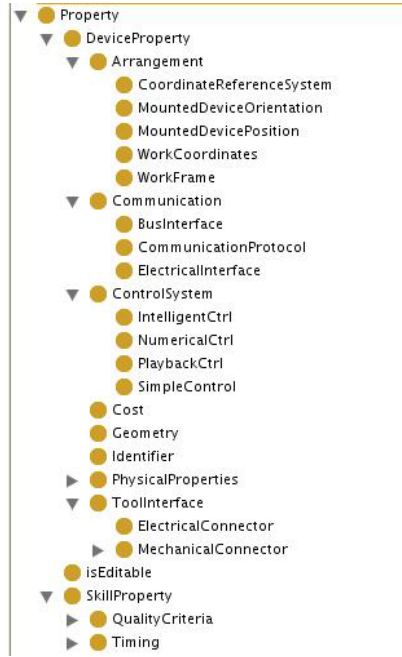 Property
DeviceProperty
Arrangement
CoordinateReferenceSystem
MountedDeviceOrientation
MountedDevicePosition
WorkCoordinates
WorkFrame
Communication
BusInterface
CommunicationProtocol
ElectricalInterface
ControlSystem
IntelligentCtrl
NumericalCtrl
PlaybackCtrl
SimpleControl
Cost
Geometry
Identifier
PhysicalProperties
ToolInterface
ElectricalConnector
MechanicalConnector
isEditable
SkillProperty
QualityCriteria
Timing